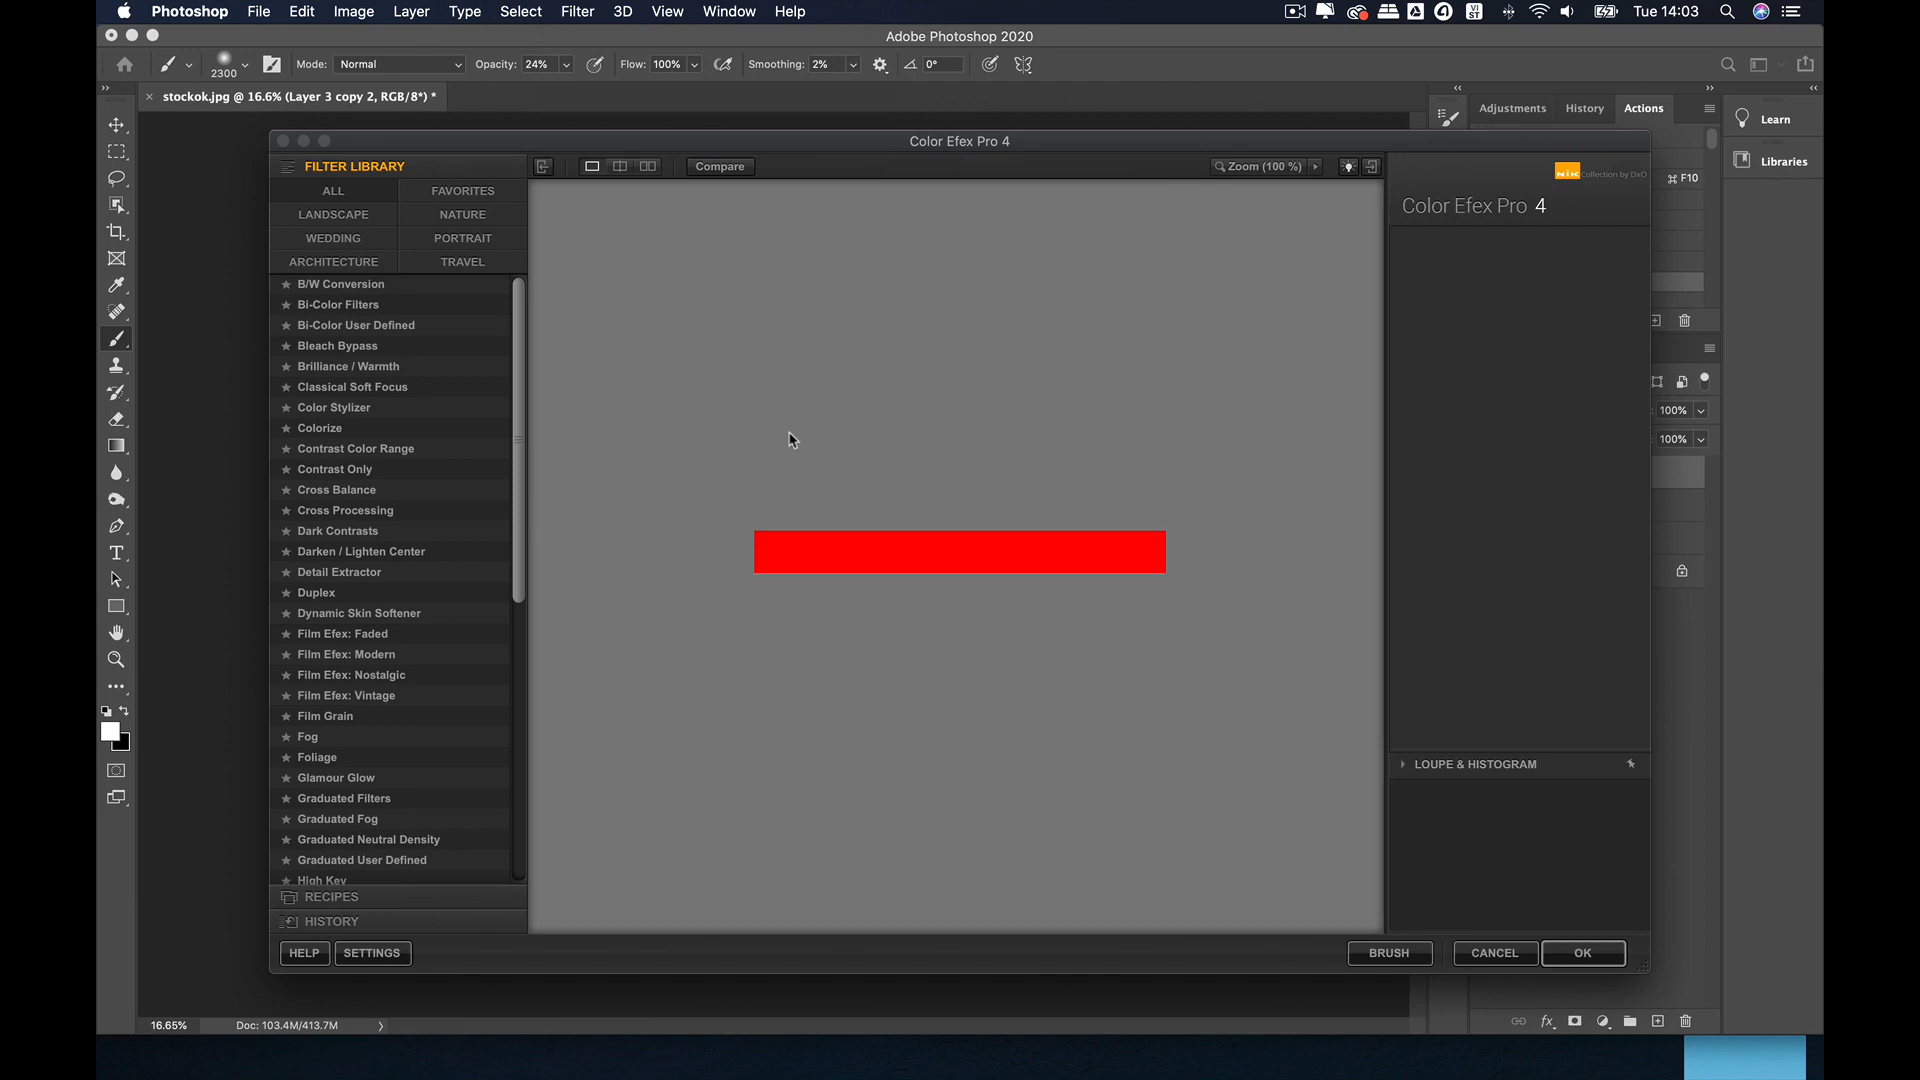 Photoshop File Edit Image Layer Type Select Filter 3D View Window Help
VI
ST
Tue 14:03
Adobe Photoshop 2020
2300
Mode: Normal Opacity: 24% Flow: 100% Smoothing: 2% 0°
stockok.jpg @ 16.6% (Layer 3 copy 2, RGB/8*) *
Adjustments History Actions
Learn
Libraries
⌘ F10
100%
100%
Color Efex Pro 4
FILTER LIBRARY
Compare
Zoom (100 %)
ALL FAVORITES
LANDSCAPE NATURE
WEDDING PORTRAIT
ARCHITECTURE TRAVEL
B/W Conversion
Bi-Color Filters
Bi-Color User Defined
Bleach Bypass
Brilliance / Warmth
Classical Soft Focus
Color Stylizer
Colorize
Contrast Color Range
Contrast Only
Cross Balance
Cross Processing
Dark Contrasts
Darken / Lighten Center
Detail Extractor
Duplex
Dynamic Skin Softener
Film Efex: Faded
Film Efex: Modern
Film Efex: Nostalgic
Film Efex: Vintage
Film Grain
Fog
Foliage
Glamour Glow
Graduated Filters
Graduated Fog
Graduated Neutral Density
Graduated User Defined
High Key
RECIPES
HISTORY
HELP SETTINGS
Nik Collection by DxO
Color Efex Pro 4
LOUPE & HISTOGRAM
BRUSH CANCEL OK
16.65% Doc: 103.4M/413.7M
fx